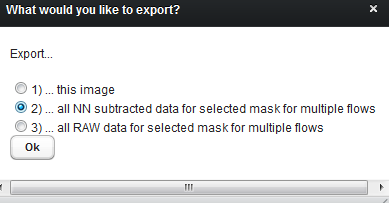 What would you like to export?
Export...
1) ... this image
2) ... all NN subtracted data for selected mask for multiple flows
3) ... all RAW data for selected mask for multiple flows
Ok